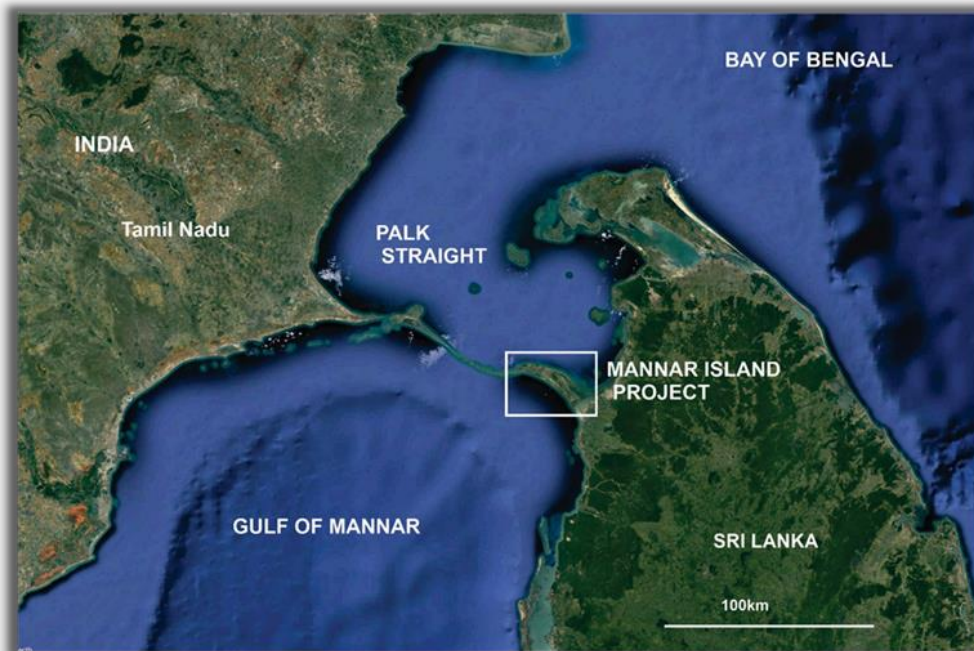 BAY OF BENGAL
INDIA
Tamil Nadu
PALK
STRAIGHT
MANNAR ISLAND
PROJECT
GULF OF MANNAR
SRI LANKA
100km